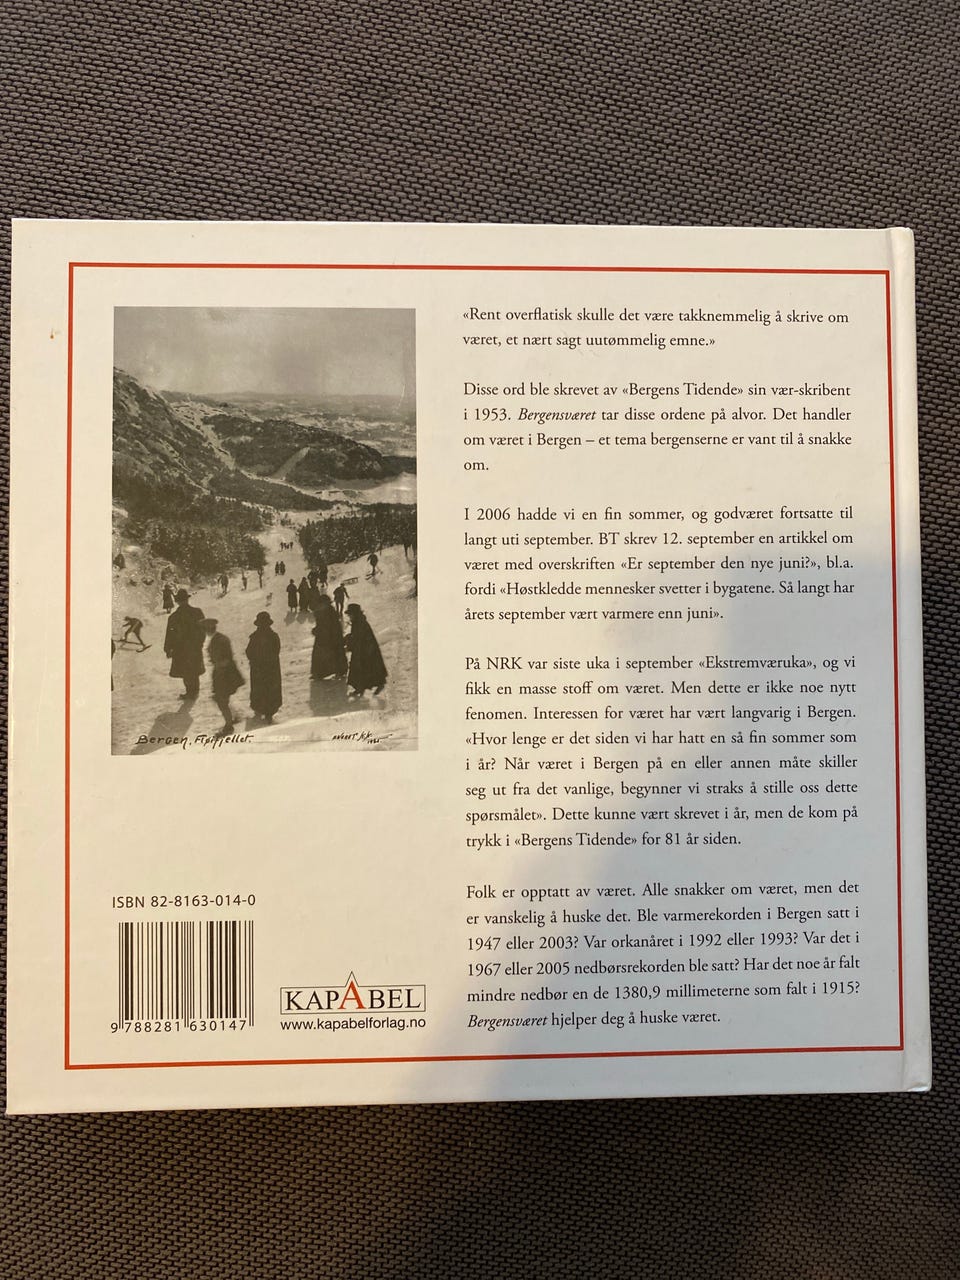 «Rent overflatisk skulle det være takknemmelig å skrive om
været, et nært sagt uutømmelig emne.»
Disse ord ble skrevet av «Bergens Tidende» sin vær-skribent
i 1953. Bergensværet tar disse ordene på alvor. Det handler
om været i Bergen – et tema bergenserne er vant til å snakke
om.
I 2006 hadde vi en fin sommer, og godværet fortsatte til
langt uti september. BT skrev 12. september en artikkel om
været med overskriften «Er september den nye juni?», bl.a.
fordi «Høstkledde mennesker svetter i bygatene. Så langt har
årets september vært varmere enn juni».
På NRK var siste uka i september «Ekstremværuka», og vi
fikk en masse stoff om været. Men dette er ikke noe nytt
fenomen. Interessen for været har vært langvarig i Bergen.
«Hvor lenge er det siden vi har hatt en så fin sommer som
i år? Når været i Bergen på en eller annen måte skiller
seg ut fra det vanlige, begynner vi straks å stille oss dette
spørsmålet». Dette kunne vært skrevet i år, men de kom på
trykk i «Bergens Tidende» for 81 år siden.
Folk er opptatt av været. Alle snakker om været, men det
er vanskelig å huske det. Ble varmerekorden i Bergen satt i
1947 eller 2003? Var orkanåret i 1992 eller 1993? Var det i
1967 eller 2005 nedbørsrekorden ble satt? Har det noe år falt
mindre nedbør en de 1380,9 millimeterne som falt i 1915?
Bergensværet hjelper deg å huske været.
Bergen, Fløifjellet.
ISBN 82-8163-014-0
9 788281 630147
KAPABEL
www.kapabelforlag.no